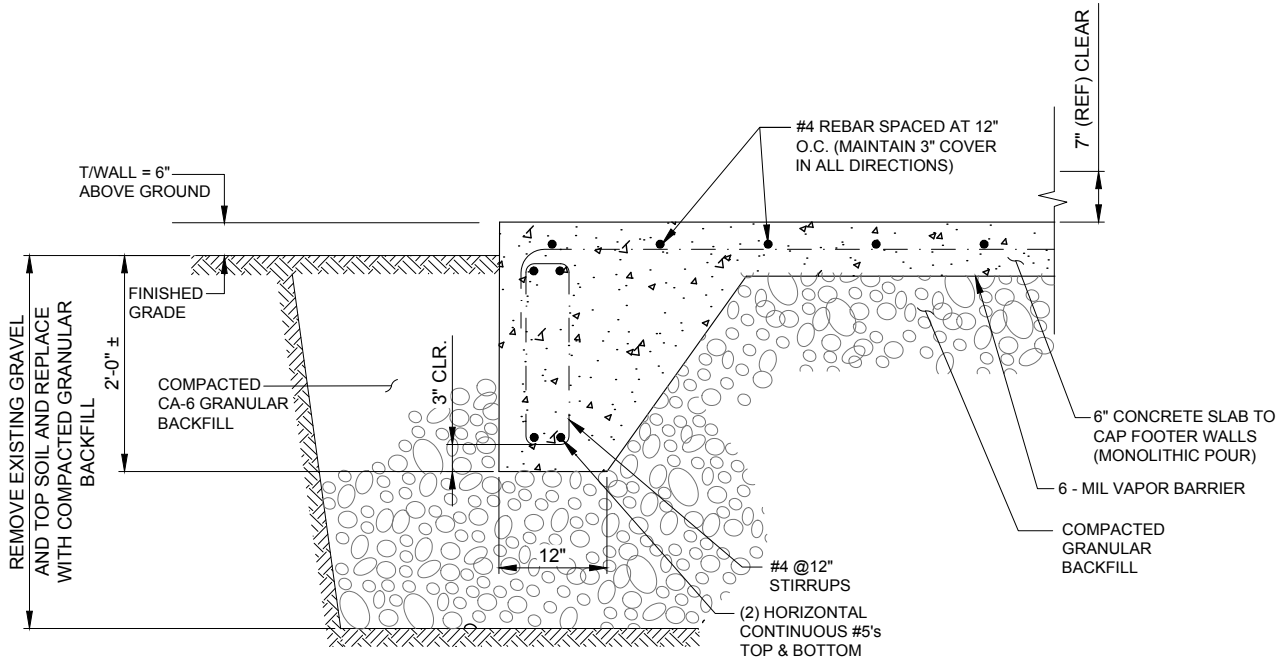 7" (REF) CLEAR
#4 REBAR SPACED AT 12"
O.C. (MAINTAIN 3" COVER
IN ALL DIRECTIONS)
T/WALL = 6"
ABOVE GROUND
FINISHED
GRADE
REMOVE EXISTING GRAVEL
AND TOP SOIL AND REPLACE
WITH COMPACTED GRANULAR
BACKFILL
2'-0" ±
COMPACTED
CA-6 GRANULAR
BACKFILL
3" CLR.
12"
6" CONCRETE SLAB TO
CAP FOOTER WALLS
(MONOLITHIC POUR)
6 - MIL VAPOR BARRIER
COMPACTED
GRANULAR
BACKFILL
#4 @12"
STIRRUPS
(2) HORIZONTAL
CONTINUOUS #5's
TOP & BOTTOM